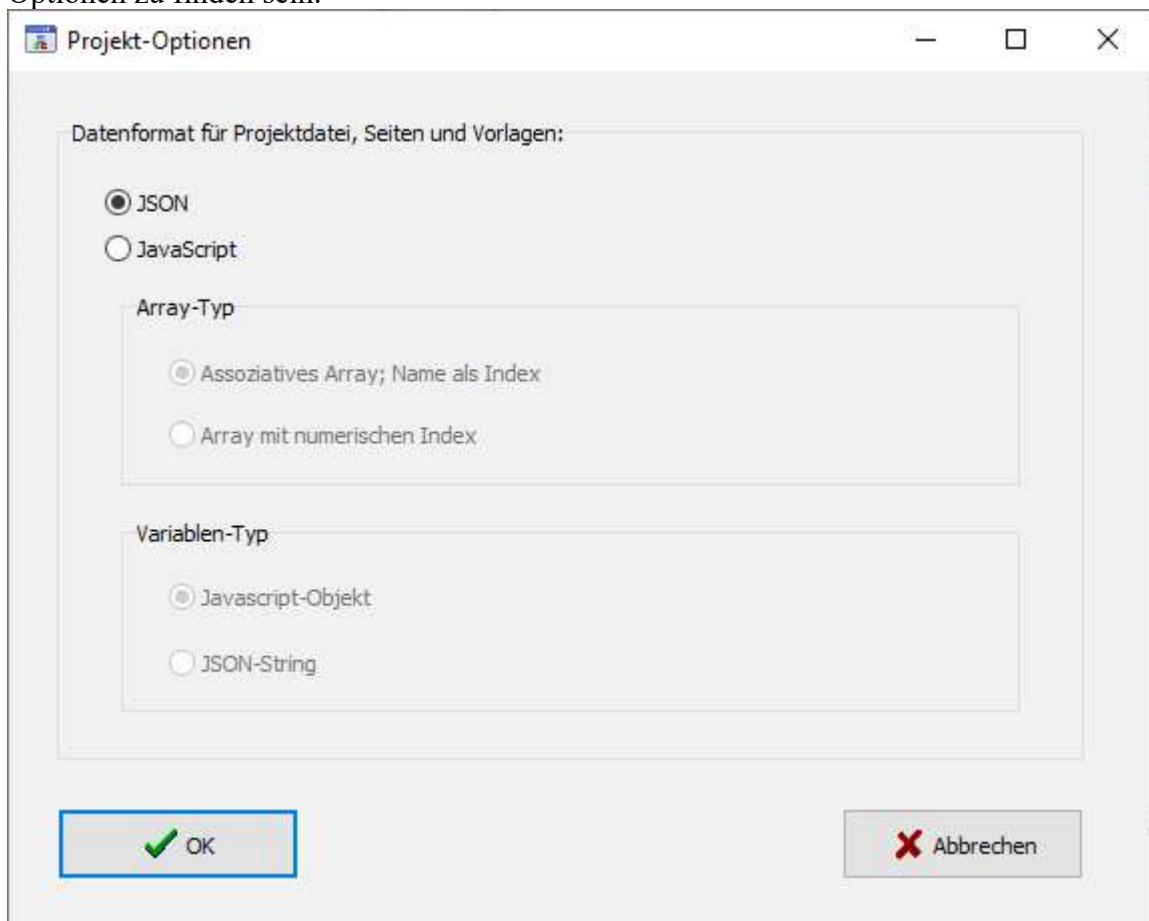 Optionen zu finden sein.
Projekt-Optionen
Datenformat für Projektdatei, Seiten und Vorlagen:
JSON
JavaScript
Array-Typ
Assoziatives Array; Name als Index
Array mit numerischen Index
Variablen-Typ
Javascript-Objekt
JSON-String
OK
Abbrechen